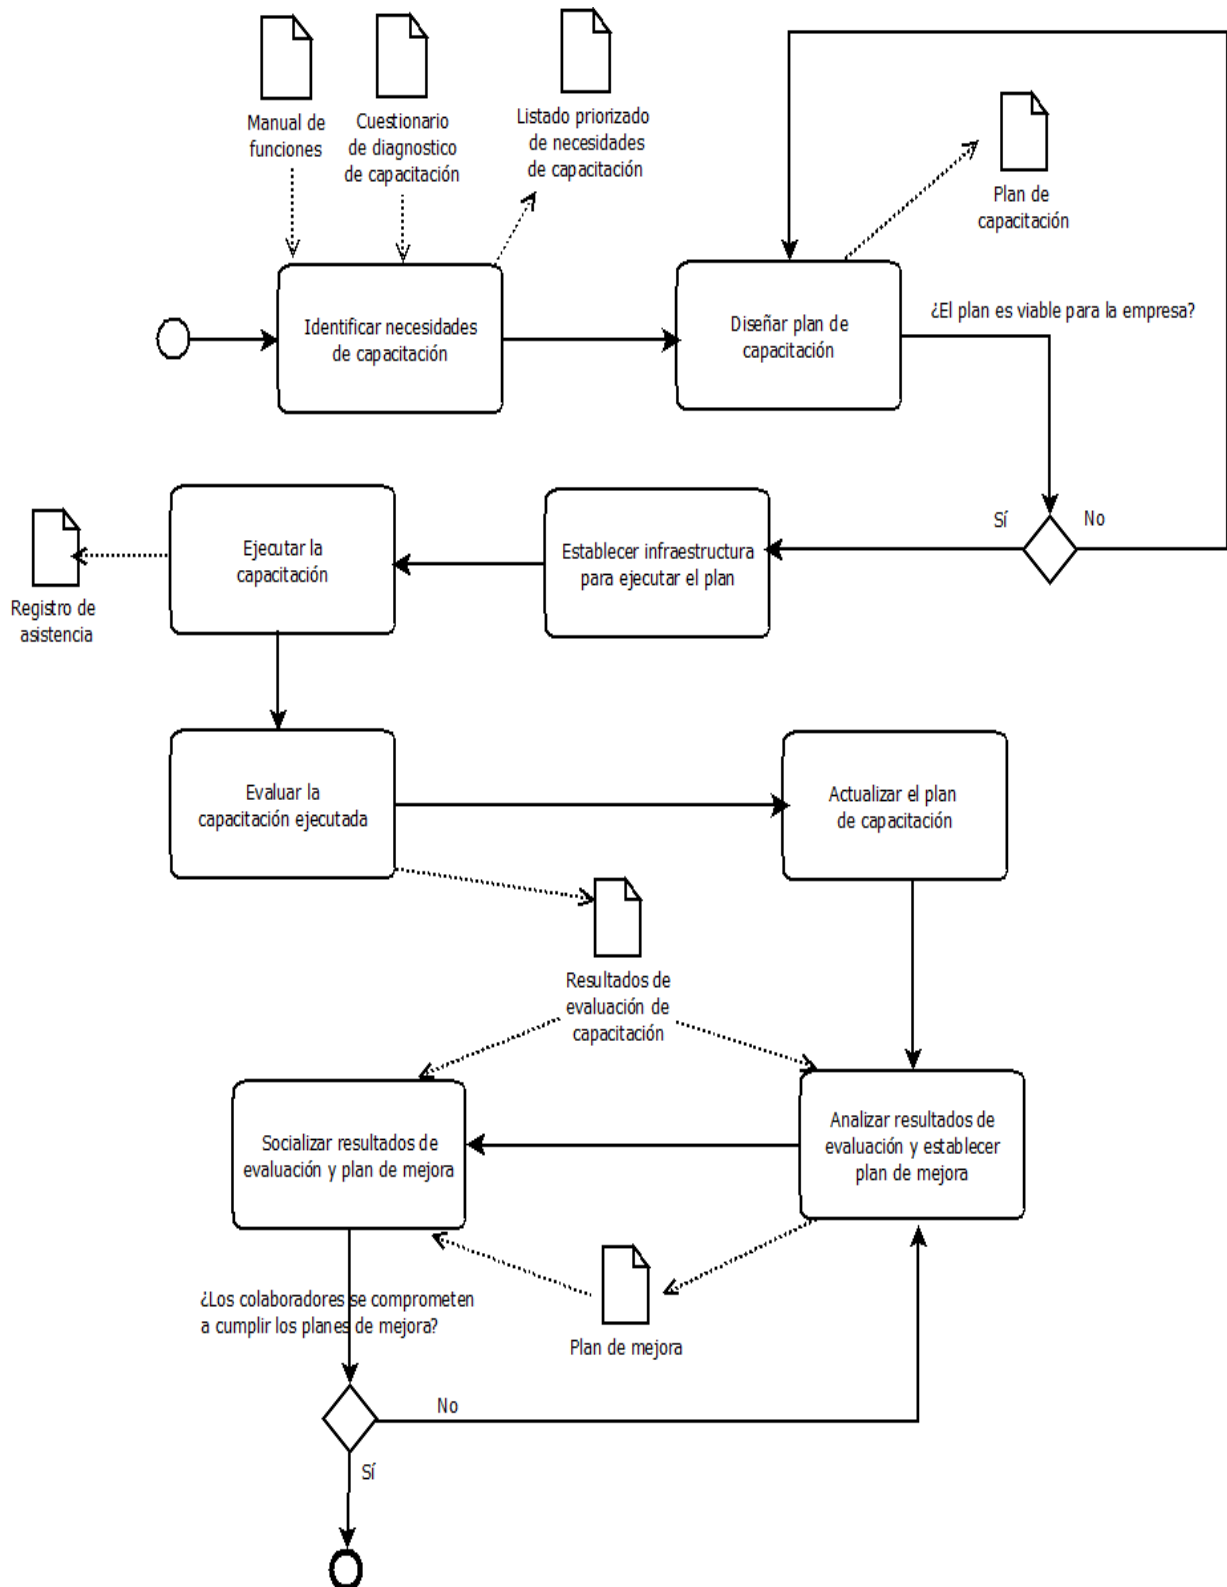 Manual de
funciones
Cuestionario
de diagnostico
de capacitación
Listado priorizado
de necesidades
de capacitación
Plan de
capacitación
Identificar necesidades
de capacitación
Diseñar plan de
capacitación
¿El plan es viable para la empresa?
Sí
No
Establecer infraestructura
para ejecutar el plan
Ejecutar la
capacitación
Registro de
asistencia
Evaluar la
capacitación ejecutada
Actualizar el plan
de capacitación
Resultados de
evaluación de
capacitación
Socializar resultados de
evaluación y plan de mejora
Analizar resultados de
evaluación y establecer
plan de mejora
¿Los colaboradores se comprometen
a cumplir los planes de mejora?
Plan de mejora
No
Sí